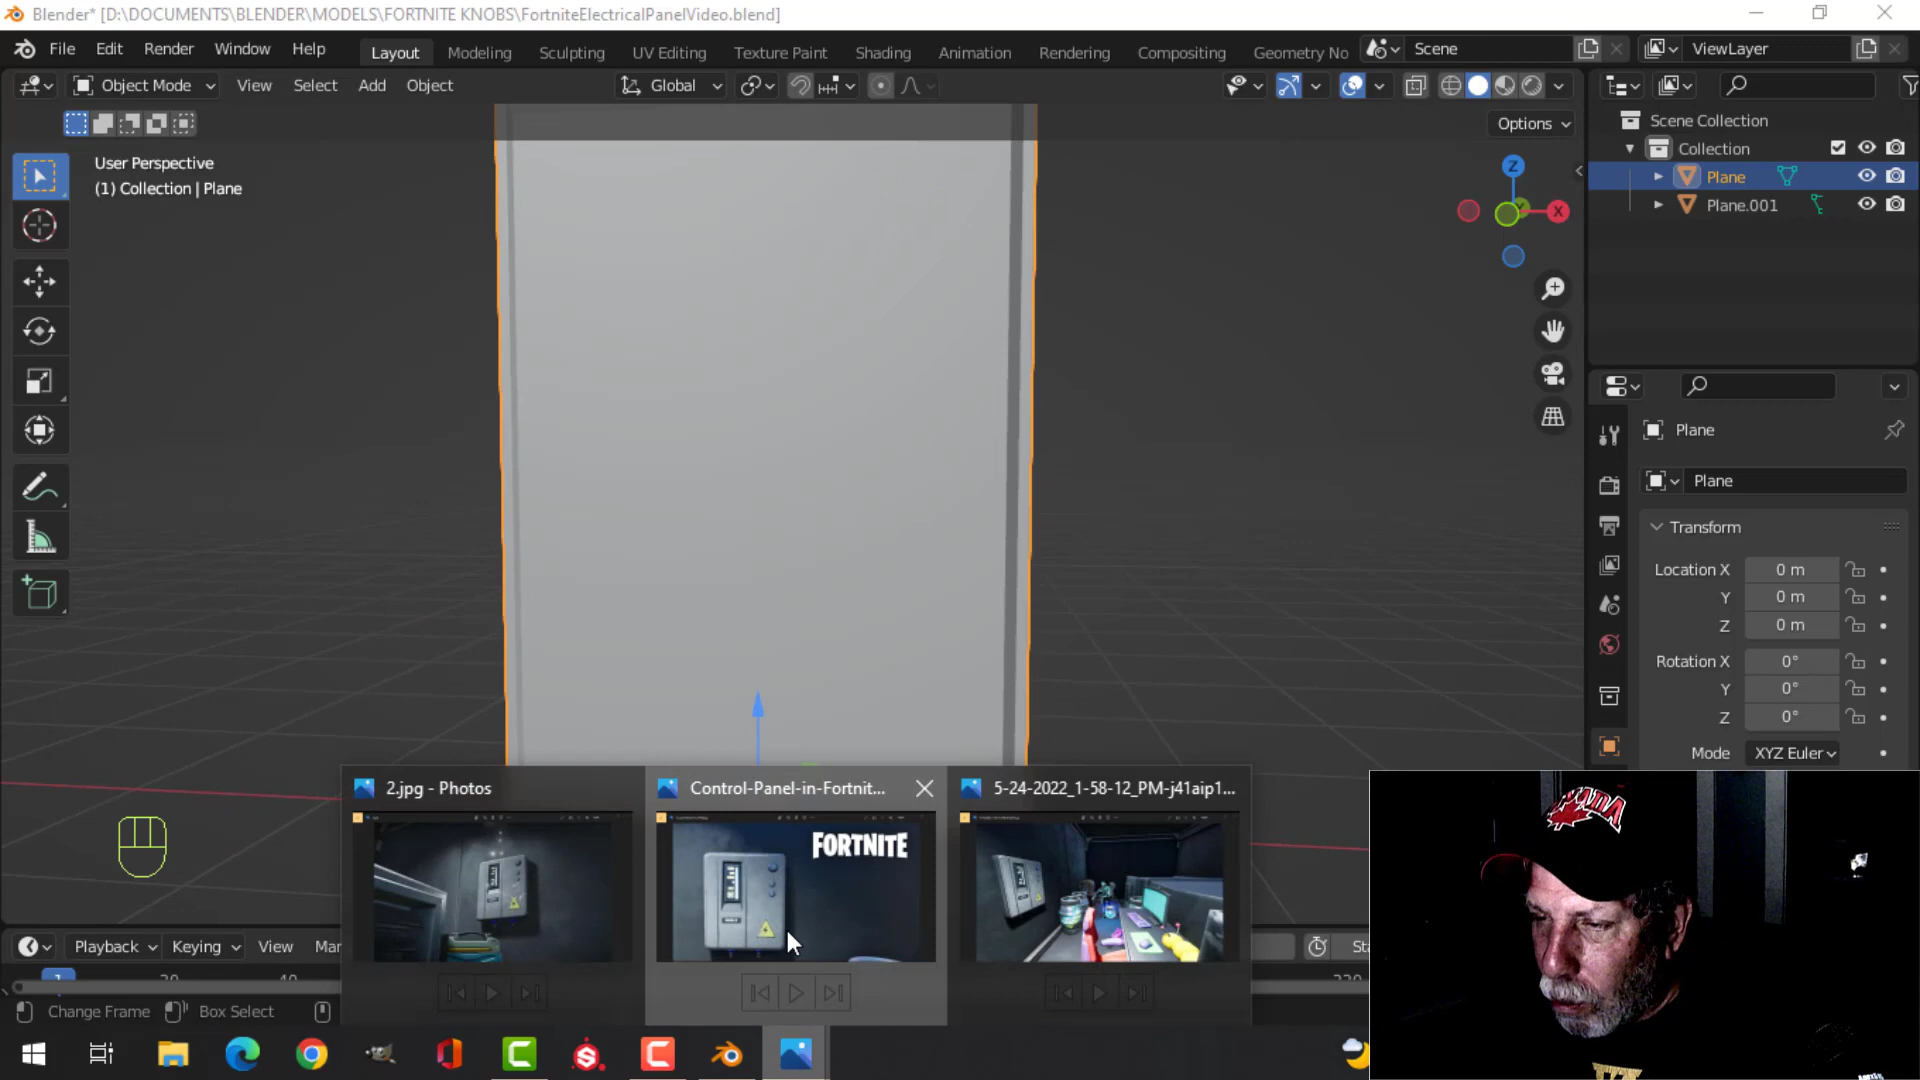 Blender* [D:\DOCUMENTS\BLENDER\MODELS\FORTNITE KNOBS\FortniteElectricalPanelVideo.blend]
File Edit Render Window Help Layout Modeling Sculpting UV Editing Texture Paint Shading Animation Rendering Compositing Geometry No Scene ViewLayer
Object Mode View Select Add Object Global
Options
User Perspective
(1) Collection | Plane
Z
X
Scene Collection
Collection
Plane
Plane.001
Plane
Plane
Transform
Location X 0 m
Y 0 m
Z 0 m
Rotation X 0°
Y 0°
Z 0°
Mode XYZ Euler
2.jpg - Photos
Control-Panel-in-Fortnit...
5-24-2022_1-58-12_PM-j41aip1...
FORTNITE
Playback Keying View Mar
1 20 40
Change Frame Box Select